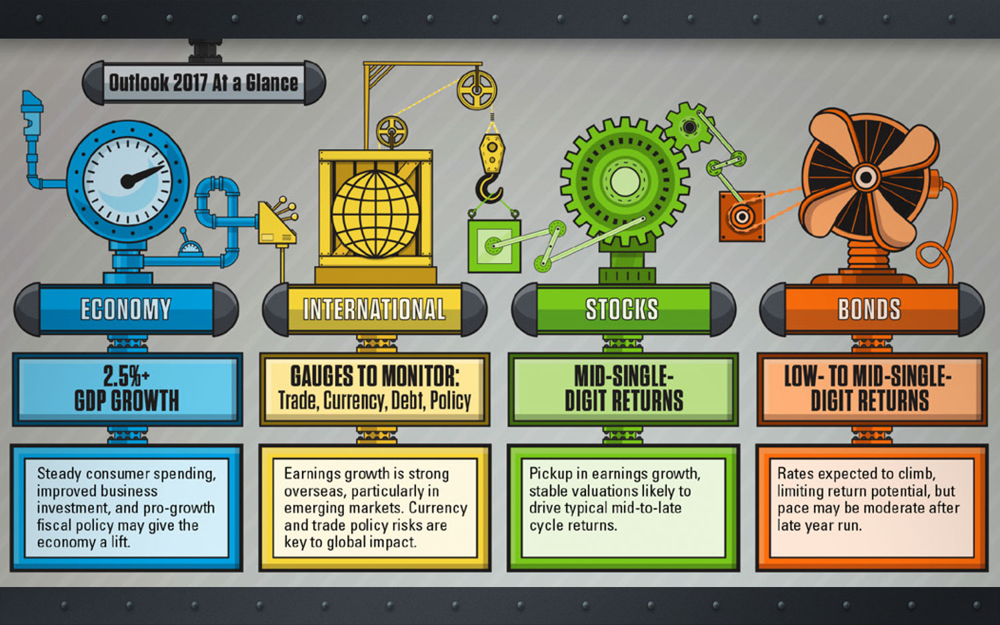 Outlook 2017 At a Glance
ECONOMY
2.5%+
GDP GROWTH
Steady consumer spending,
improved business
investment, and pro-growth
fiscal policy may give the
economy a lift.
INTERNATIONAL
GAUGES TO MONITOR:
Trade, Currency, Debt, Policy
Earnings growth is strong
overseas, particularly in
emerging markets. Currency
and trade policy risks are
key to global impact.
STOCKS
MID-SINGLE-
DIGIT RETURNS
Pickup in earnings growth,
stable valuations likely to
drive typical mid-to-late
cycle returns.
BONDS
LOW- TO MID-SINGLE-
DIGIT RETURNS
Rates expected to climb,
limiting return potential, but
pace may be moderate after
late year run.